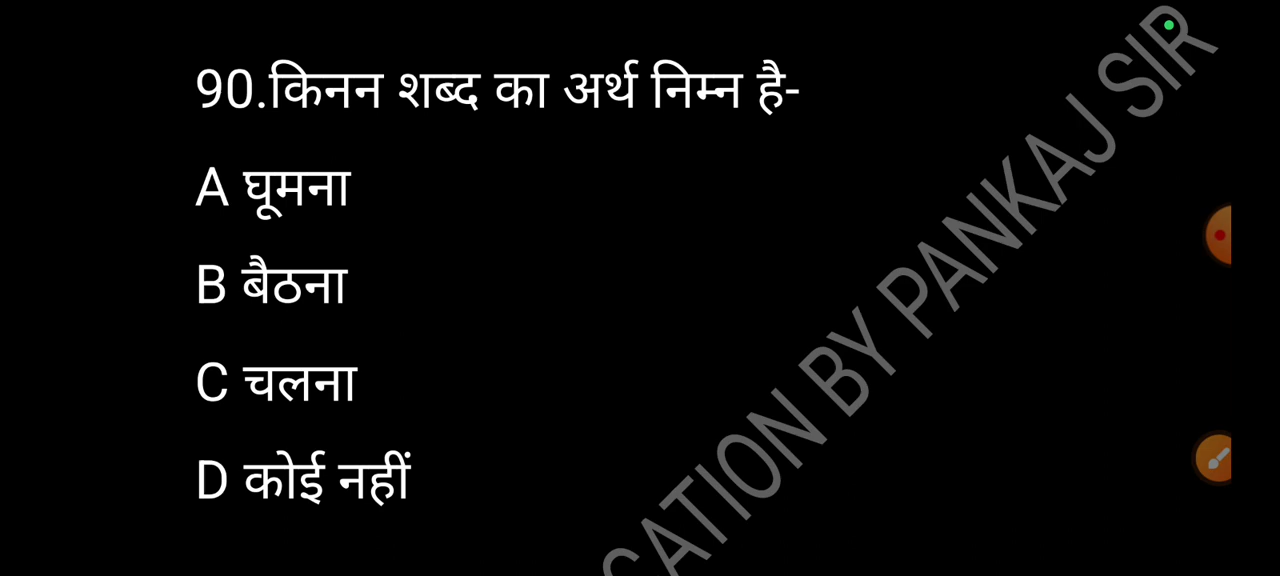 90.किनन शब्द का अर्थ निम्न है-
A घूमना
B बैठना
C चलना
D कोई नहीं
CATION BY PANKAJ SIR